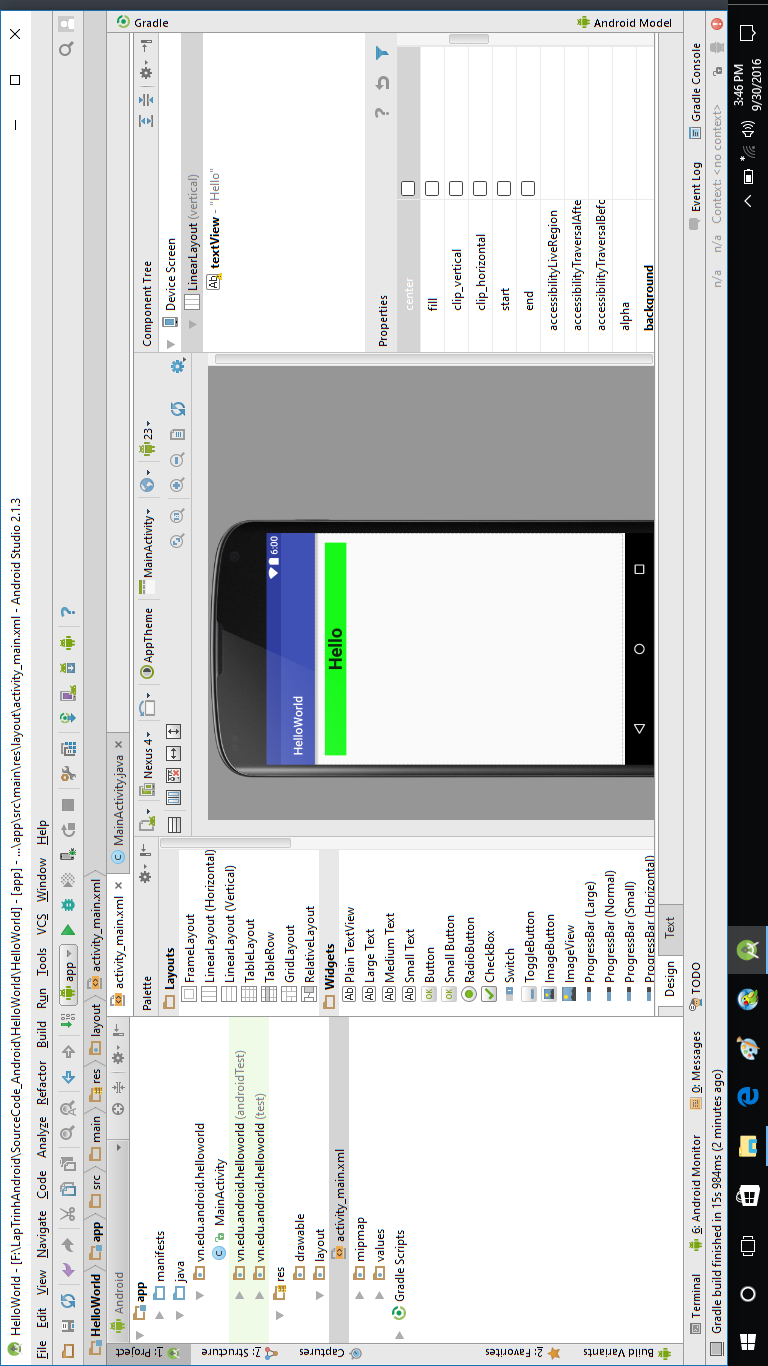 HelloWorld - [F:\LapTrinhAndroid\SourceCode_Android\HelloWorld\HelloWorld] - [app] - ...\app\src\main\res\layout\activity_main.xml - Android Studio 2.1.3
File Edit View Navigate Code Analyze Refactor Build Run Tools VCS Window Help
app
HelloWorld app src main res layout activity_main.xml
Android
activity_main.xml × MainActivity.java ×
Gradle
Android Model
1: Project
7: Structure
Captures
2: Favorites
Build Variants
app
manifests
java
vn.edu.android.helloworld
MainActivity
vn.edu.android.helloworld (androidTest)
vn.edu.android.helloworld (test)
res
drawable
layout
activity_main.xml
mipmap
values
Gradle Scripts
Palette
Layouts
FrameLayout
LinearLayout (Horizontal)
LinearLayout (Vertical)
TableLayout
TableRow
GridLayout
RelativeLayout
Widgets
Plain TextView
Large Text
Medium Text
Small Text
Button
Small Button
RadioButton
CheckBox
Switch
ToggleButton
ImageButton
ImageView
ProgressBar (Large)
ProgressBar (Normal)
ProgressBar (Small)
ProgressBar (Horizontal)
Design Text
Nexus 4 AppTheme MainActivity 23
6:00
HelloWorld
Hello
Component Tree
Device Screen
LinearLayout (vertical)
Ab textView - "Hello"
Properties
center
fill
clip_vertical
clip_horizontal
start
end
accessibilityLiveRegion
accessibilityTraversalAfte
accessibilityTraversalBefc
alpha
background
Terminal 6: Android Monitor 0: Messages TODO Event Log Gradle Console
Gradle build finished in 15s 984ms (2 minutes ago) n/a n/a Context: <no context>
3:46 PM
9/30/2016